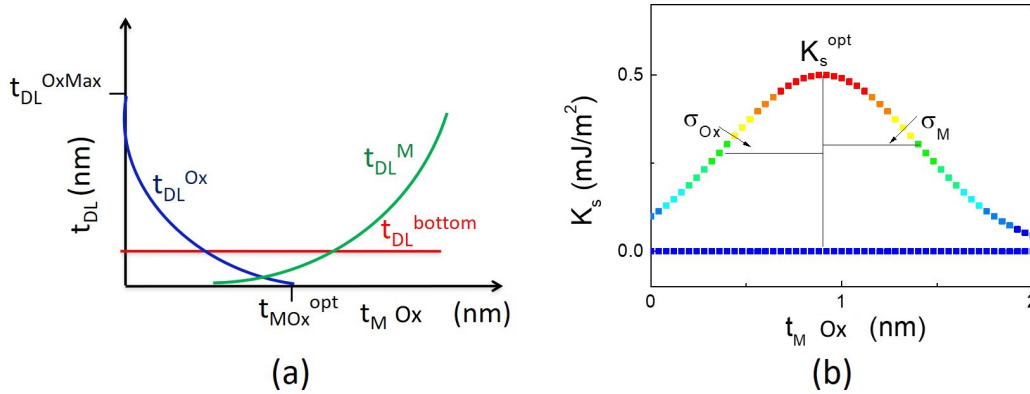 t_DL^OxMax
t_DL (nm)
t_DL^Ox
t_DL^M
t_DL^bottom
t_MOx^opt
t_M Ox (nm)
(a)
K_s^opt
0.5
σ_Ox
σ_M
K_s (mJ/m^2)
0.0
0 1 2
t_M Ox (nm)
(b)